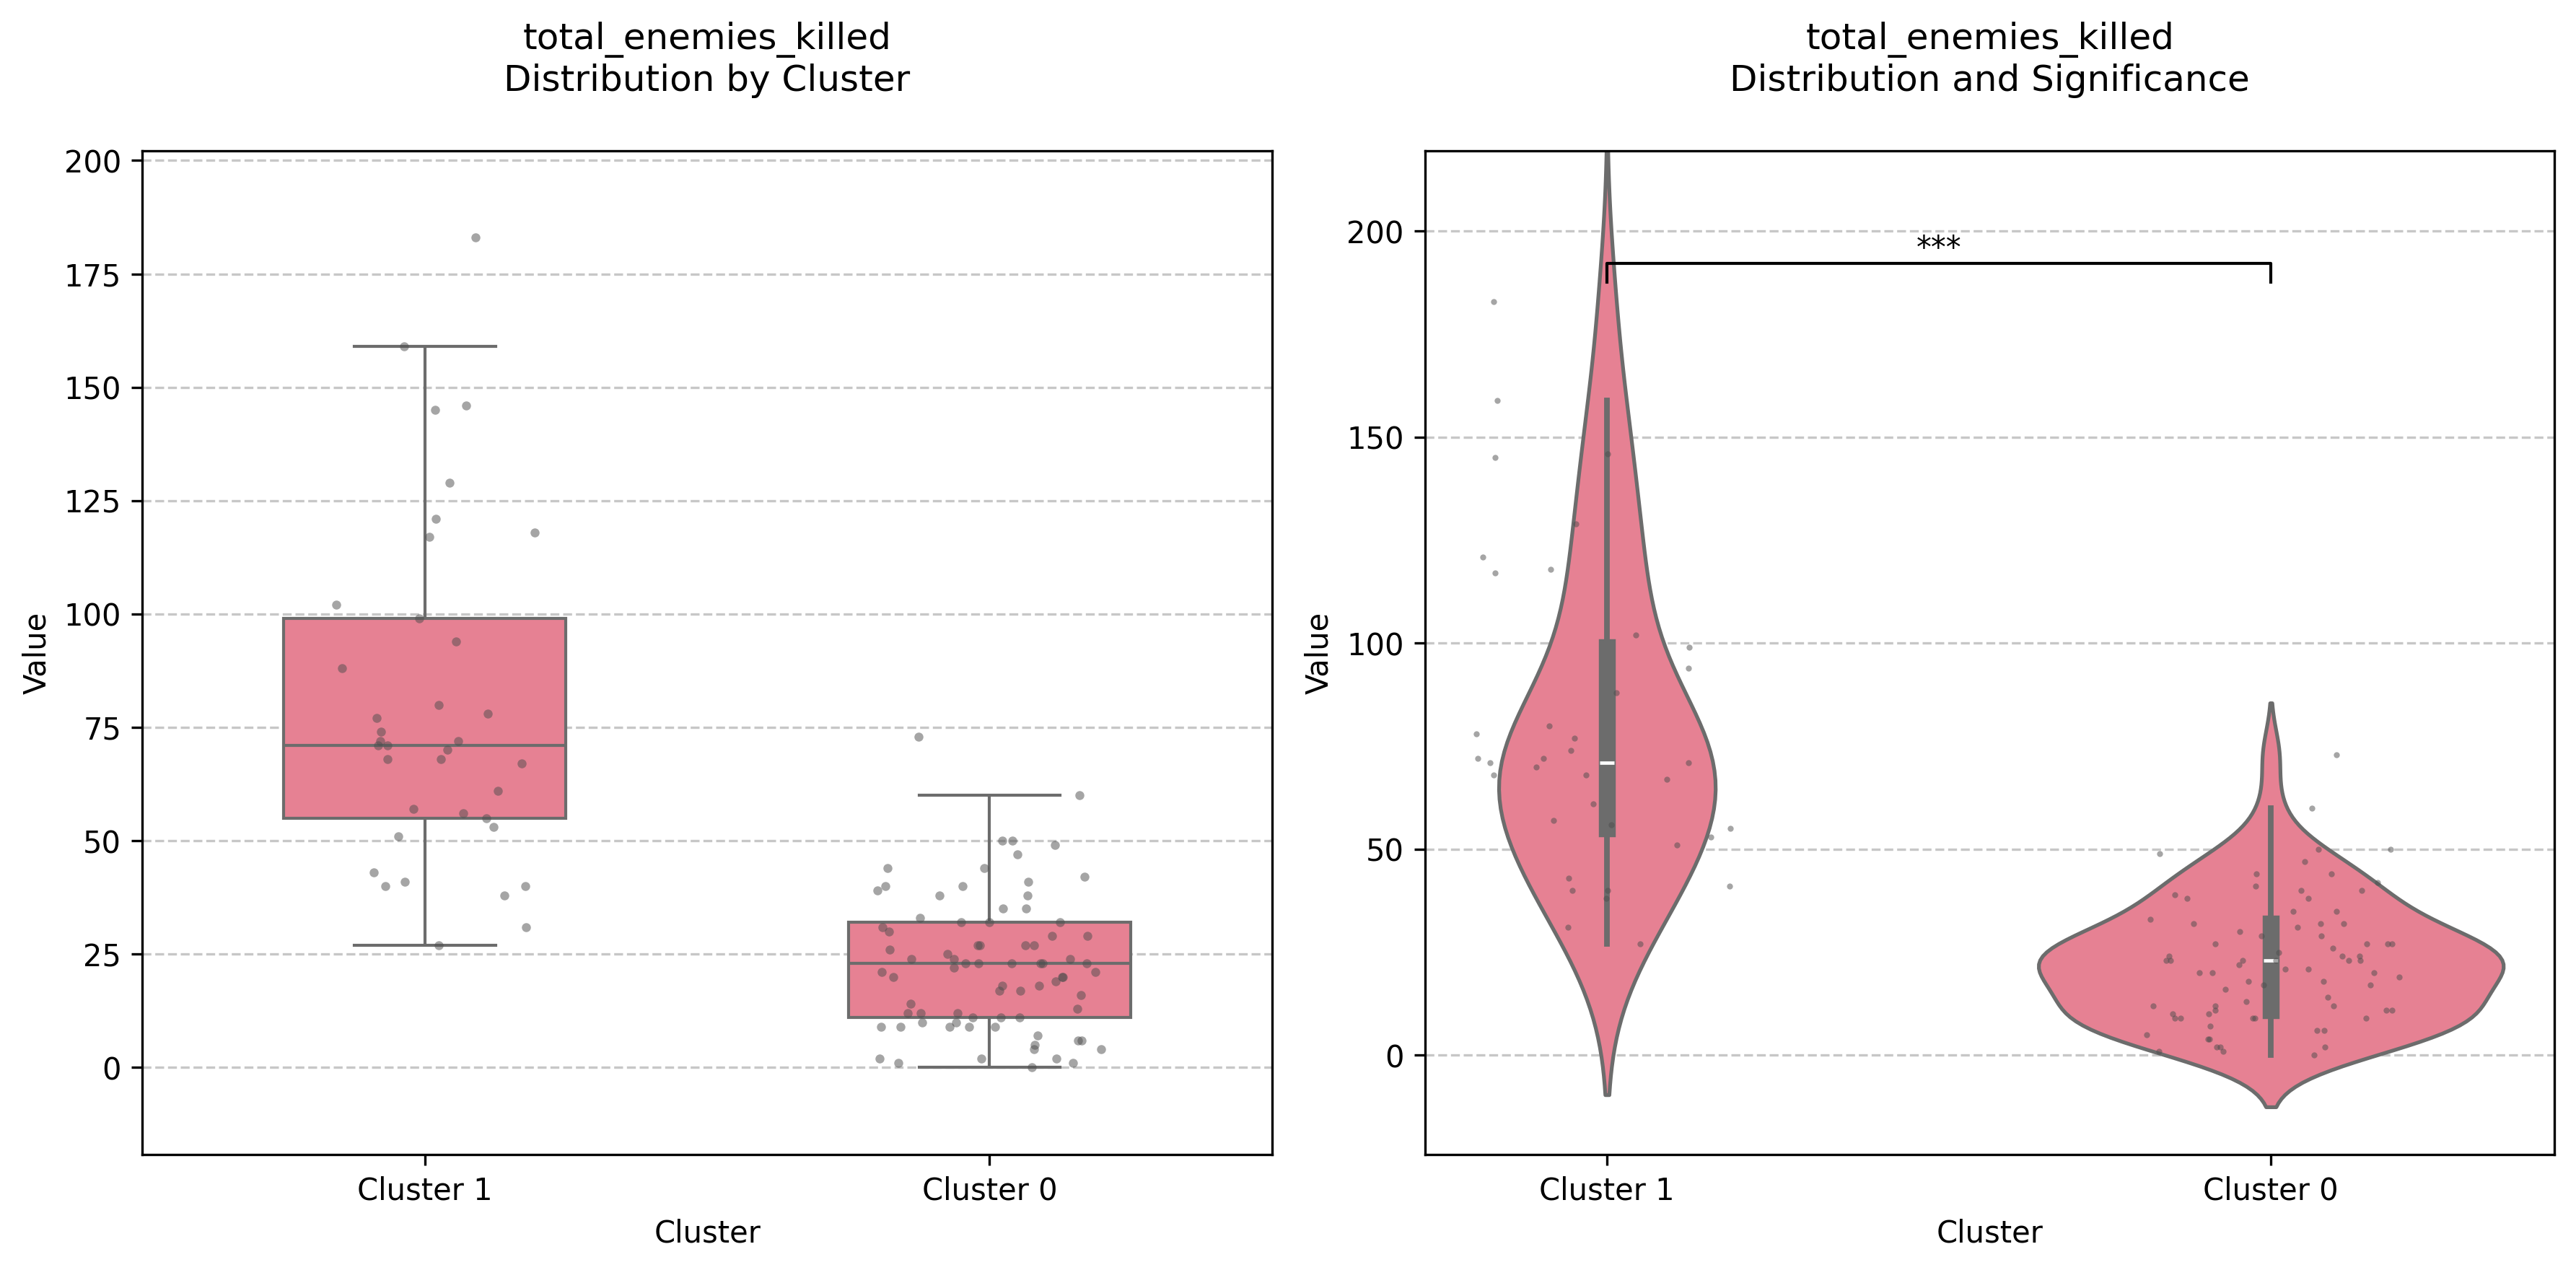 total_enemies_killed
Distribution by Cluster
200
175
150
125
100
75
50
25
0
Value
Cluster 1
Cluster 0
Cluster
total_enemies_killed
Distribution and Significance
200
150
100
50
0
Value
***
Cluster 1
Cluster 0
Cluster